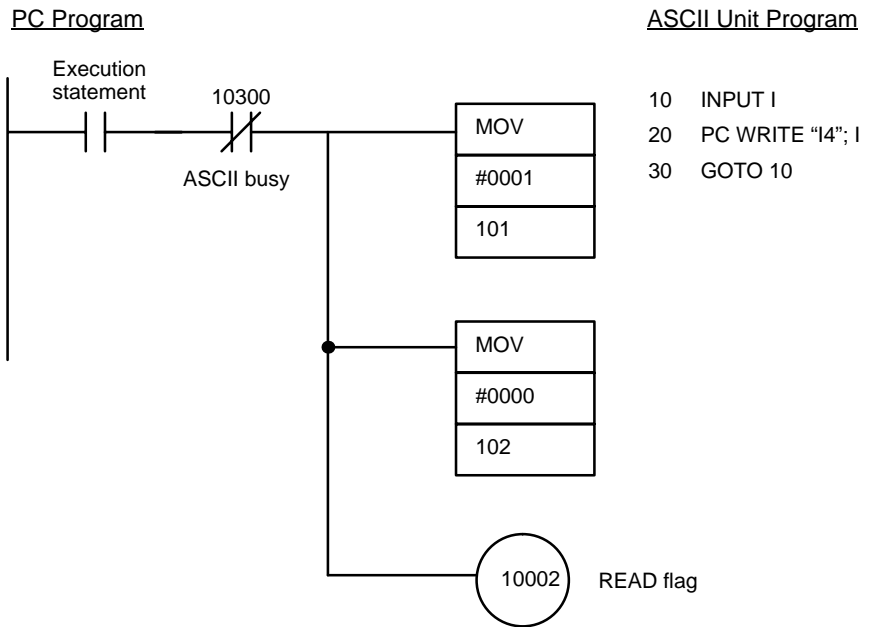 PC Program
ASCII Unit Program
Execution
statement
10300
ASCII busy
MOV
#0001
101
10 INPUT I
20 PC WRITE “I4”; I
30 GOTO 10
MOV
#0000
102
10002
READ flag